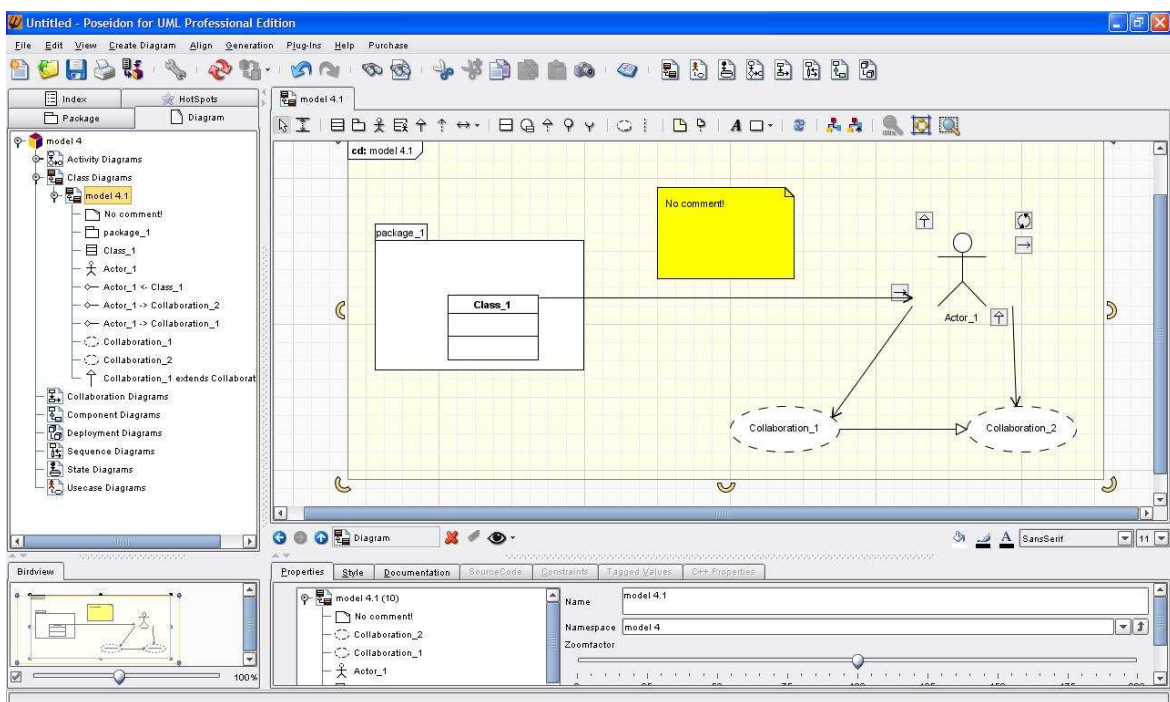 Untitled - Poseidon for UML Professional Edition
File Edit View Create Diagram Align Generation Plug-Ins Help Purchase
Index HotSpots
Package Diagram
model 4
Activity Diagrams
Class Diagrams
model 4.1
No comment!
package_1
Class_1
Actor_1
Actor_1 <- Class_1
Actor_1 -> Collaboration_2
Actor_1 -> Collaboration_1
Collaboration_1
Collaboration_2
Collaboration_1 extends Collaborat
Collaboration Diagrams
Component Diagrams
Deployment Diagrams
Sequence Diagrams
State Diagrams
Usecase Diagrams
Birdview
100%
model 4.1
A
cd: model 4.1
No comment!
package_1
Class_1
Actor_1
Collaboration_1
Collaboration_2
Diagram
A SansSerif 11
Properties Style Documentation SourceCode Constraints Tagged Values C++ Properties
model 4.1 (10)
No comment!
Collaboration_2
Collaboration_1
Actor_1
Name model 4.1
Namespace model 4
Zoomfactor